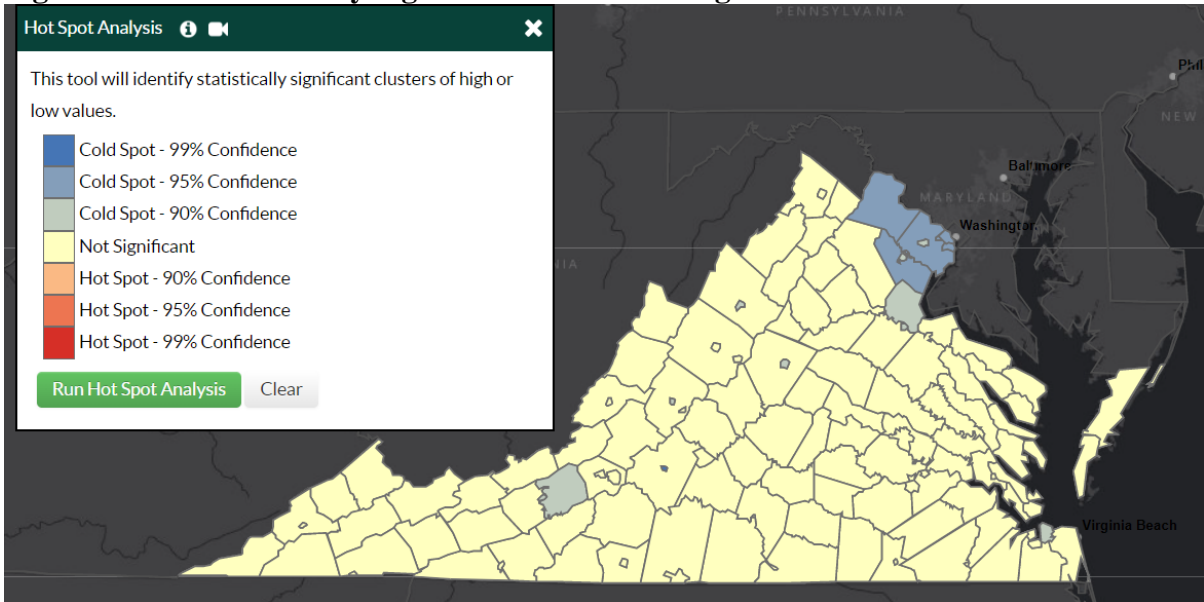 Hot Spot Analysis
This tool will identify statistically significant clusters of high or
low values.
Cold Spot - 99% Confidence
Cold Spot - 95% Confidence
Cold Spot - 90% Confidence
Not Significant
Hot Spot - 90% Confidence
Hot Spot - 95% Confidence
Hot Spot - 99% Confidence
Run Hot Spot Analysis Clear
PENNSYLVANIA
Phil
NEW
Baltimore
MARYLAND
Washington
INIA
Virginia Beach